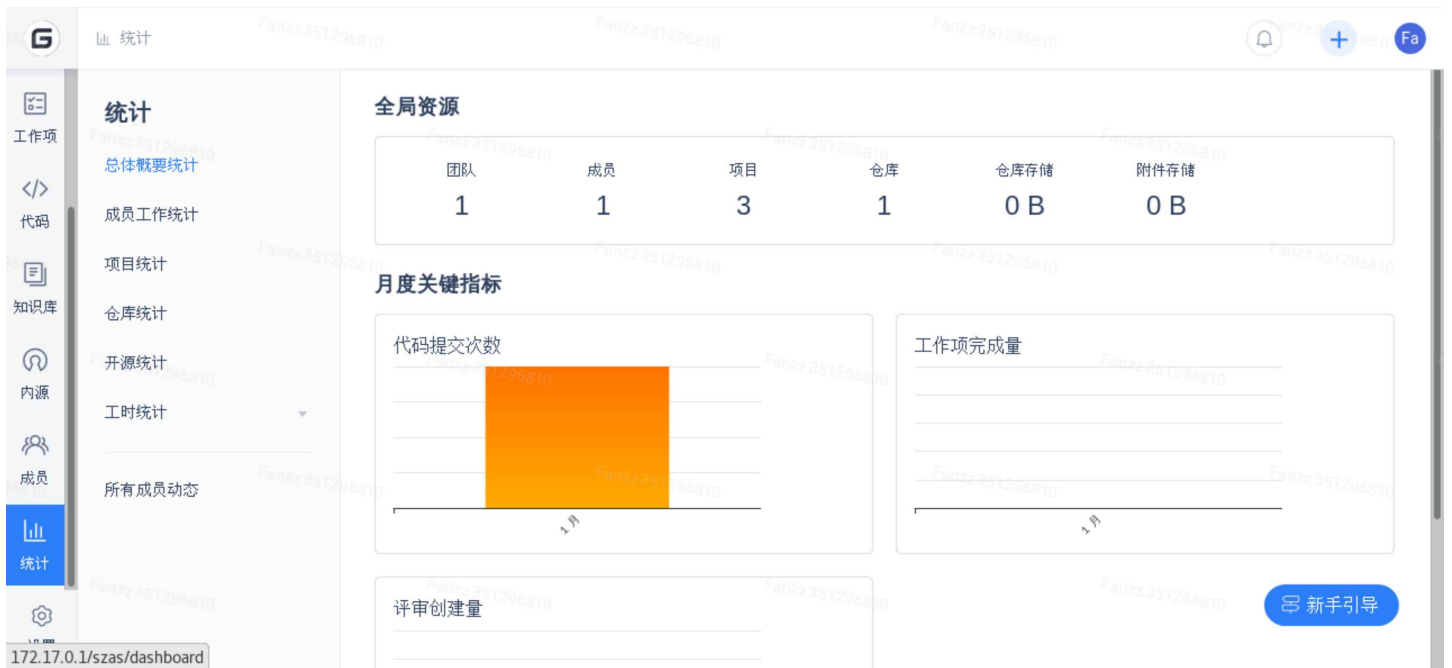 G
统计
Fa
工作项
代码
知识库
内源
成员
统计
统计
总体概要统计
成员工作统计
项目统计
仓库统计
开源统计
工时统计
所有成员动态
全局资源
团队 成员 项目 仓库 仓库存储 附件存储
1 1 3 1 0 B 0 B
月度关键指标
代码提交次数
1月
工作项完成量
1月
评审创建量
新手引导
172.17.0.1/szas/dashboard
Fanzz 351296810